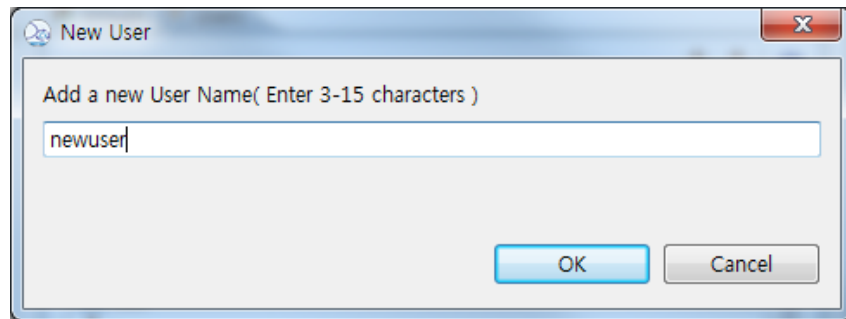 New User
Add a new User Name( Enter 3-15 characters )
newuser
OK
Cancel